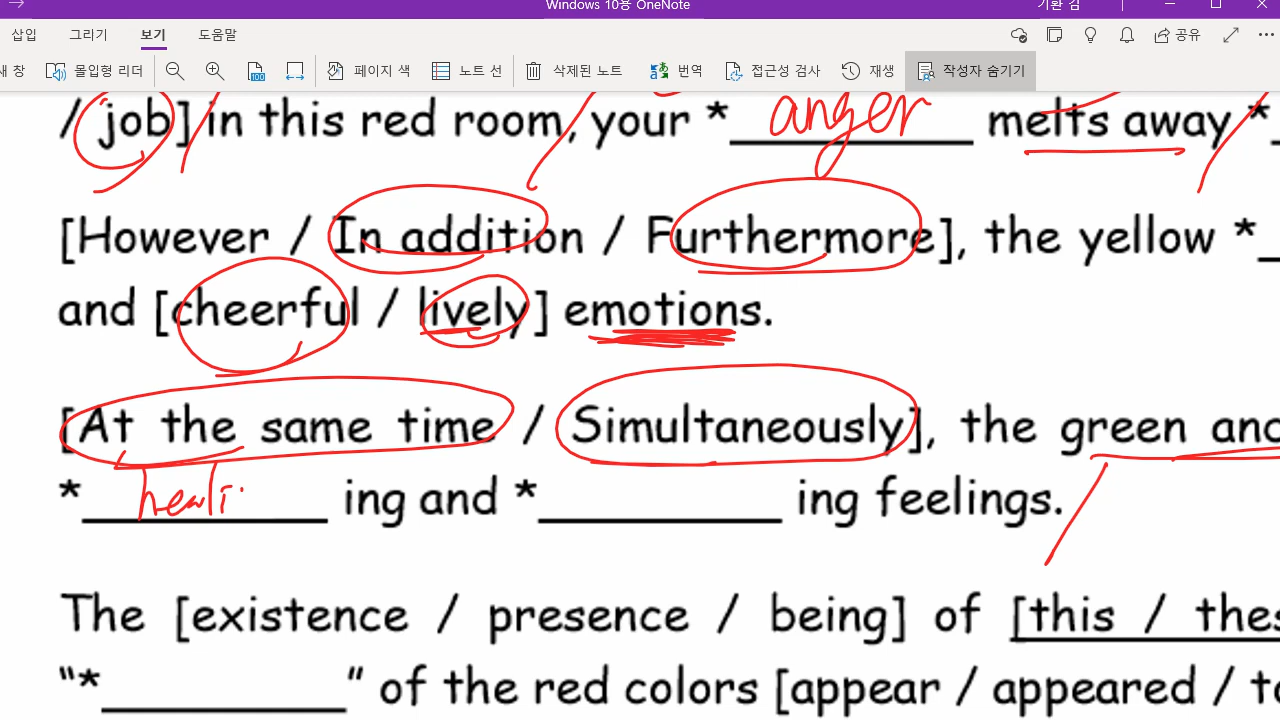 Windows 10용 OneNote 기환 김
삽입 그리기 보기 도움말 공유
새 창 몰입형 리더 100 페이지 색 노트 선 삭제된 노트 번역 접근성 검사 재생 작성자 숨기기
/ job] in this red room, your * anger melts away *
[However / In addition / Furthermore], the yellow *
and [cheerful / lively] emotions.
[At the same time / Simultaneously], the green and
* heali ing and * ing feelings.
The [existence / presence / being] of [this / thes
“* ” of the red colors [appear / appeared / to